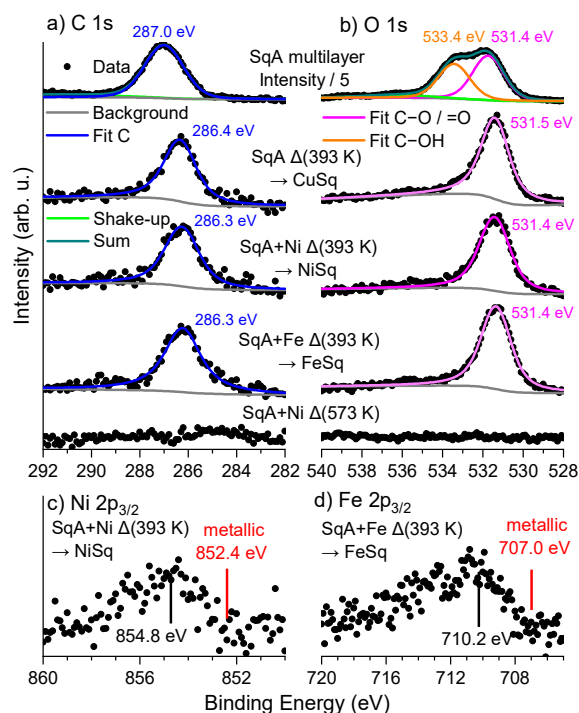 a) C 1s
b) O 1s
287.0 eV
533.4 eV
531.4 eV
Data
SqA multilayer
Intensity / 5
Background
Fit C
286.4 eV
Fit C−O / =O
Fit C−OH
531.5 eV
SqA Δ(393 K)
→ CuSq
Shake-up
Sum
286.3 eV
SqA+Ni Δ(393 K)
→ NiSq
531.4 eV
286.3 eV
SqA+Fe Δ(393 K)
→ FeSq
531.4 eV
SqA+Ni Δ(573 K)
Intensity (arb. u.)
292 290 288 286 284 282
540 538 536 534 532 530 528
c) Ni 2p3/2
SqA+Ni Δ(393 K)
→ NiSq
metallic
852.4 eV
854.8 eV
860 856 852
d) Fe 2p3/2
SqA+Fe Δ(393 K)
→ FeSq
metallic
707.0 eV
710.2 eV
720 716 712 708
Binding Energy (eV)